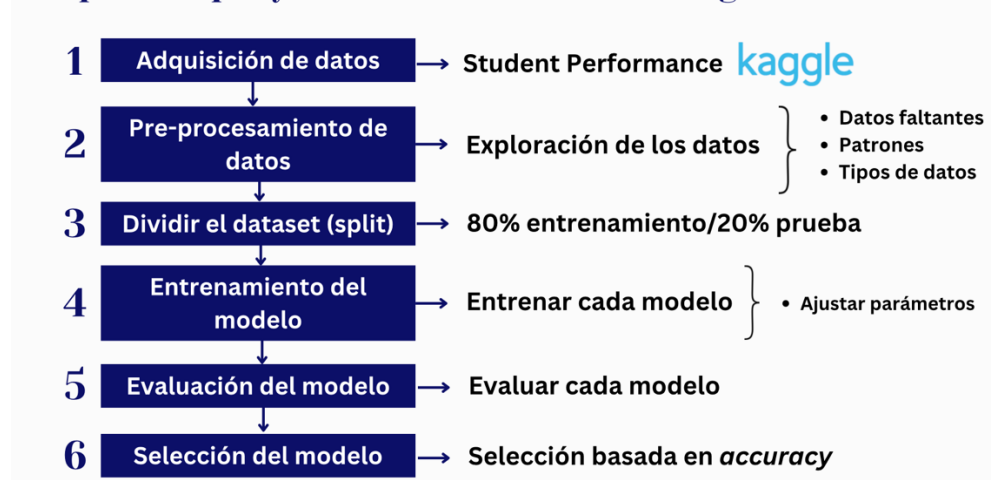 1 Adquisición de datos Student Performance kaggle
2 Pre-procesamiento de datos Exploración de los datos
• Datos faltantes
• Patrones
• Tipos de datos
3 Dividir el dataset (split) 80% entrenamiento/20% prueba
4 Entrenamiento del modelo Entrenar cada modelo • Ajustar parámetros
5 Evaluación del modelo Evaluar cada modelo
6 Selección del modelo Selección basada en accuracy